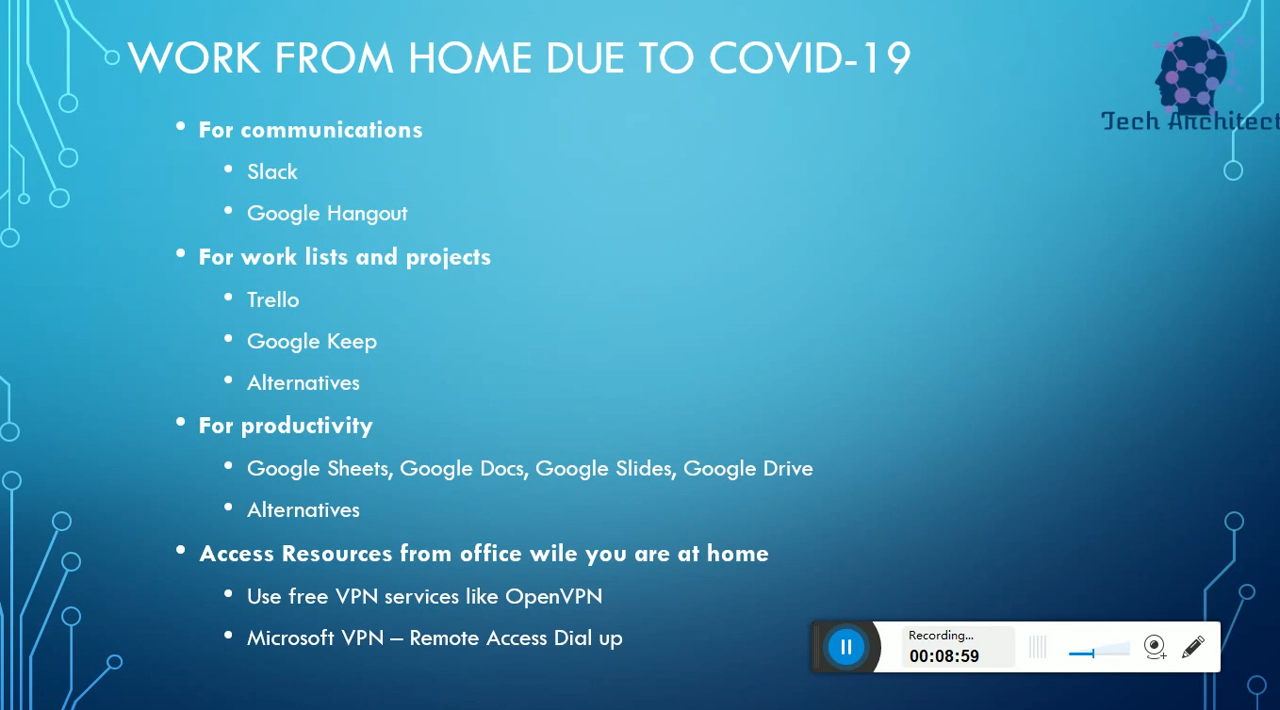 WORK FROM HOME DUE TO COVID-19
Tech Architect
• For communications
• Slack
• Google Hangout
• For work lists and projects
• Trello
• Google Keep
• Alternatives
• For productivity
• Google Sheets, Google Docs, Google Slides, Google Drive
• Alternatives
• Access Resources from office wile you are at home
• Use free VPN services like OpenVPN
• Microsoft VPN – Remote Access Dial up
Recording...
00:08:59